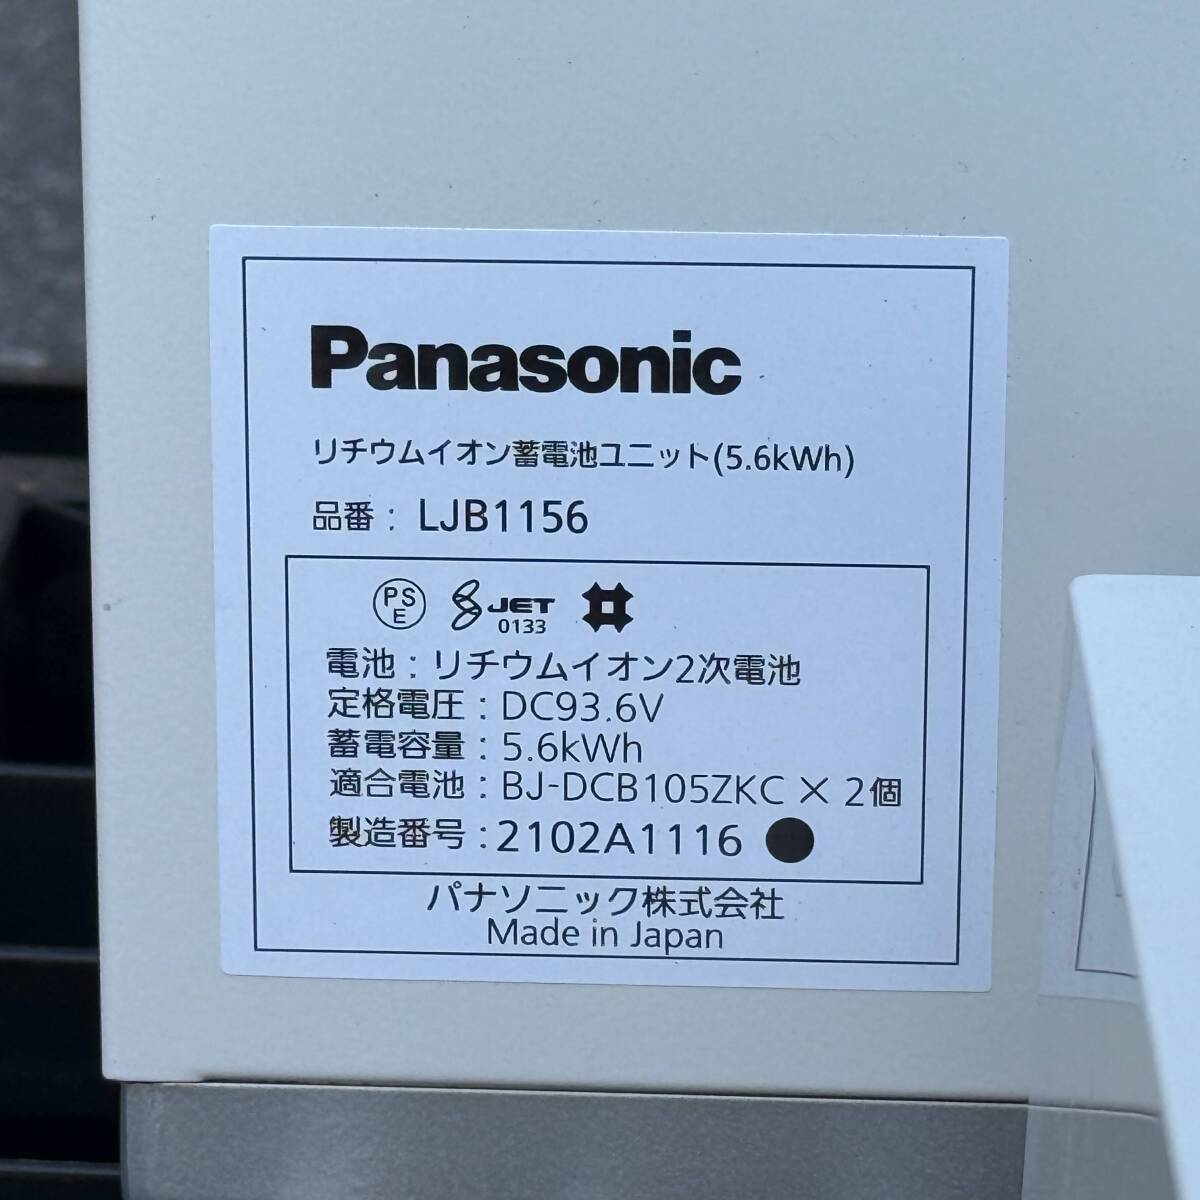 Panasonic
リチウムイオン蓄電池ユニット(5.6kWh)
品番： LJB1156
PS
E
JET
0133
電池：リチウムイオン2次電池
定格電圧：DC93.6V
蓄電容量：5.6kWh
適合電池：BJ-DCB105ZKC × 2個
製造番号：2102A1116
パナソニック株式会社
Made in Japan